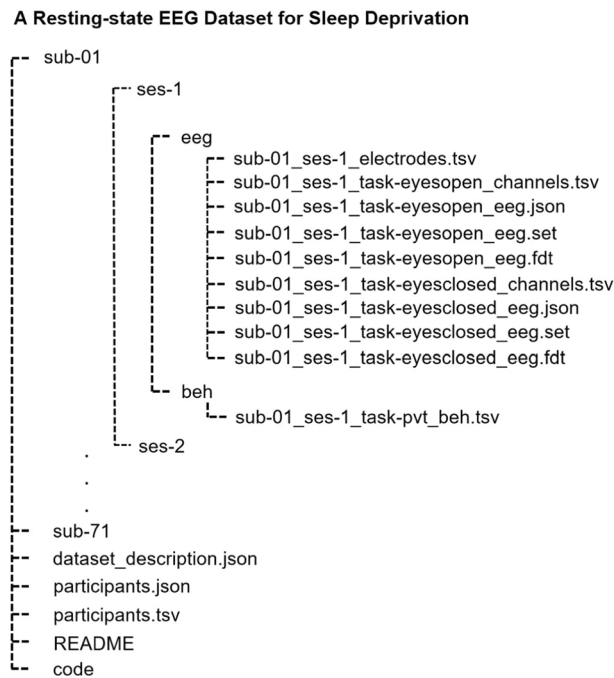 A Resting-state EEG Dataset for Sleep Deprivation
sub-01
ses-1
eeg
sub-01_ses-1_electrodes.tsv
sub-01_ses-1_task-eyesopen_channels.tsv
sub-01_ses-1_task-eyesopen_eeg.json
sub-01_ses-1_task-eyesopen_eeg.set
sub-01_ses-1_task-eyesopen_eeg.fdt
sub-01_ses-1_task-eyesclosed_channels.tsv
sub-01_ses-1_task-eyesclosed_eeg.json
sub-01_ses-1_task-eyesclosed_eeg.set
sub-01_ses-1_task-eyesclosed_eeg.fdt
beh
sub-01_ses-1_task-pvt_beh.tsv
ses-2
.
.
.
sub-71
dataset_description.json
participants.json
participants.tsv
README
code